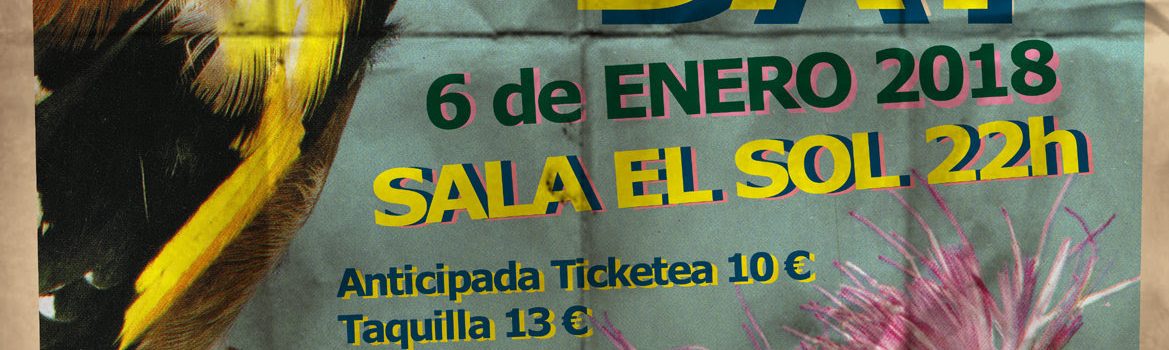 6 de ENERO 2018
SALA EL SOL 22h
Anticipada Ticketea 10 €
Taquilla 13 €